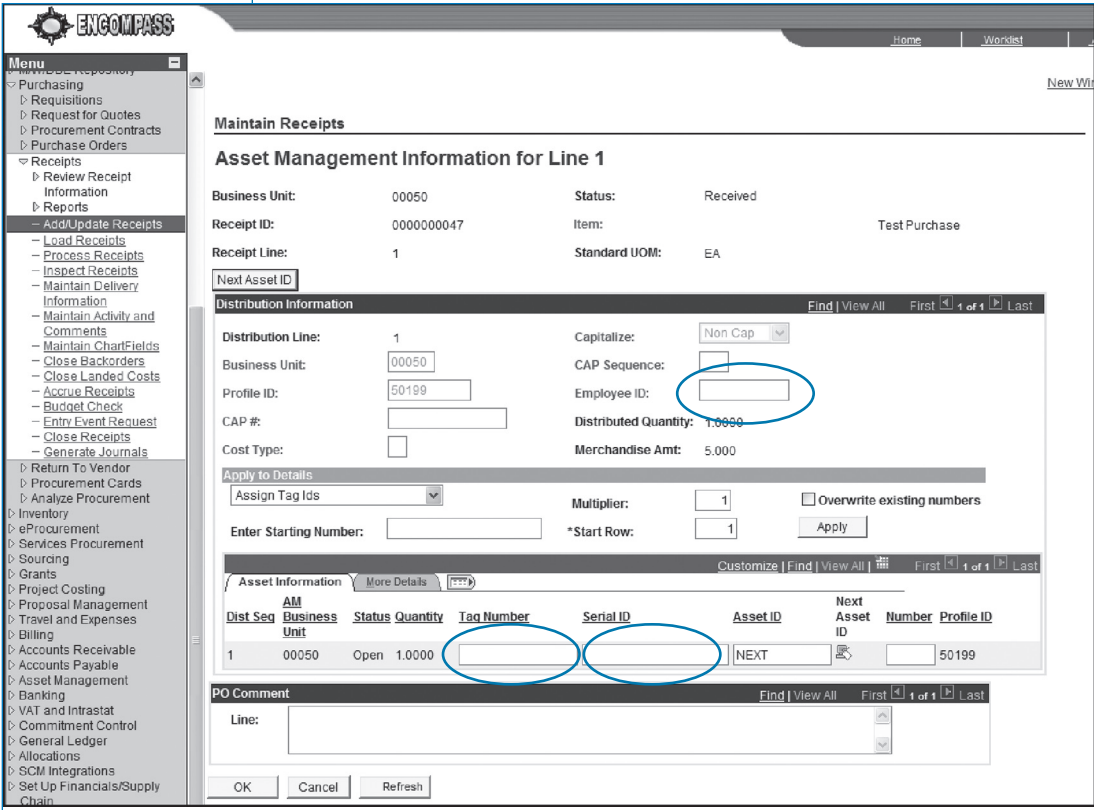 ENCOMPASS
Home Worklist
Menu
New Win
Purchasing
Requisitions
Request for Quotes
Procurement Contracts
Purchase Orders
Receipts
Review Receipt
Information
Reports
Add/Update Receipts
Load Receipts
Process Receipts
Inspect Receipts
Maintain Delivery
Information
Maintain Activity and
Comments
Maintain ChartFields
Close Backorders
Close Landed Costs
Accrue Receipts
Budget Check
Entry Event Request
Close Receipts
Generate Journals
Return To Vendor
Procurement Cards
Analyze Procurement
Inventory
eProcurement
Services Procurement
Sourcing
Grants
Project Costing
Proposal Management
Travel and Expenses
Billing
Accounts Receivable
Accounts Payable
Asset Management
Banking
VAT and Intrastat
Commitment Control
General Ledger
Allocations
SCM Integrations
Set Up Financials/Supply
Chain
Maintain Receipts
Asset Management Information for Line 1
Business Unit: 00050 Status: Received
Receipt ID: 0000000047 Item: Test Purchase
Receipt Line: 1 Standard UOM: EA
Next Asset ID
Distribution Information Find | View All First 1 of 1 Last
Distribution Line: 1 Capitalize: Non Cap
Business Unit: 00050 CAP Sequence:
Profile ID: 50199 Employee ID:
CAP #: Distributed Quantity: 1.0000
Cost Type: Merchandise Amt: 5.000
Apply to Details
Assign Tag Ids Multiplier: 1 Overwrite existing numbers
Enter Starting Number: *Start Row: 1 Apply
Customize | Find | View All | First 1 of 1 Last
Asset Information More Details
Dist Seq AM Business Unit Status Quantity Tag Number Serial ID Asset ID Next Asset ID Number Profile ID
1 00050 Open 1.0000 NEXT 50199
PO Comment Find | View All First 1 of 1 Last
Line:
OK Cancel Refresh